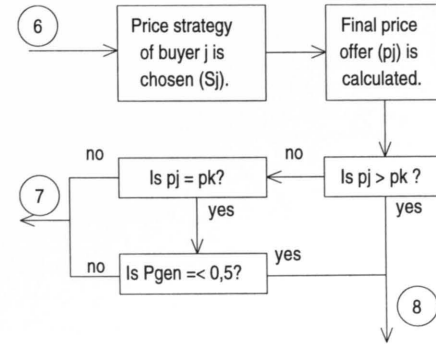 6
Price strategy
of buyer j is
chosen (Sj).
Final price
offer (pj) is
calculated.
no
Is pj = pk?
no
Is pj > pk ?
7
yes
yes
no
Is Pgen =< 0,5?
yes
8